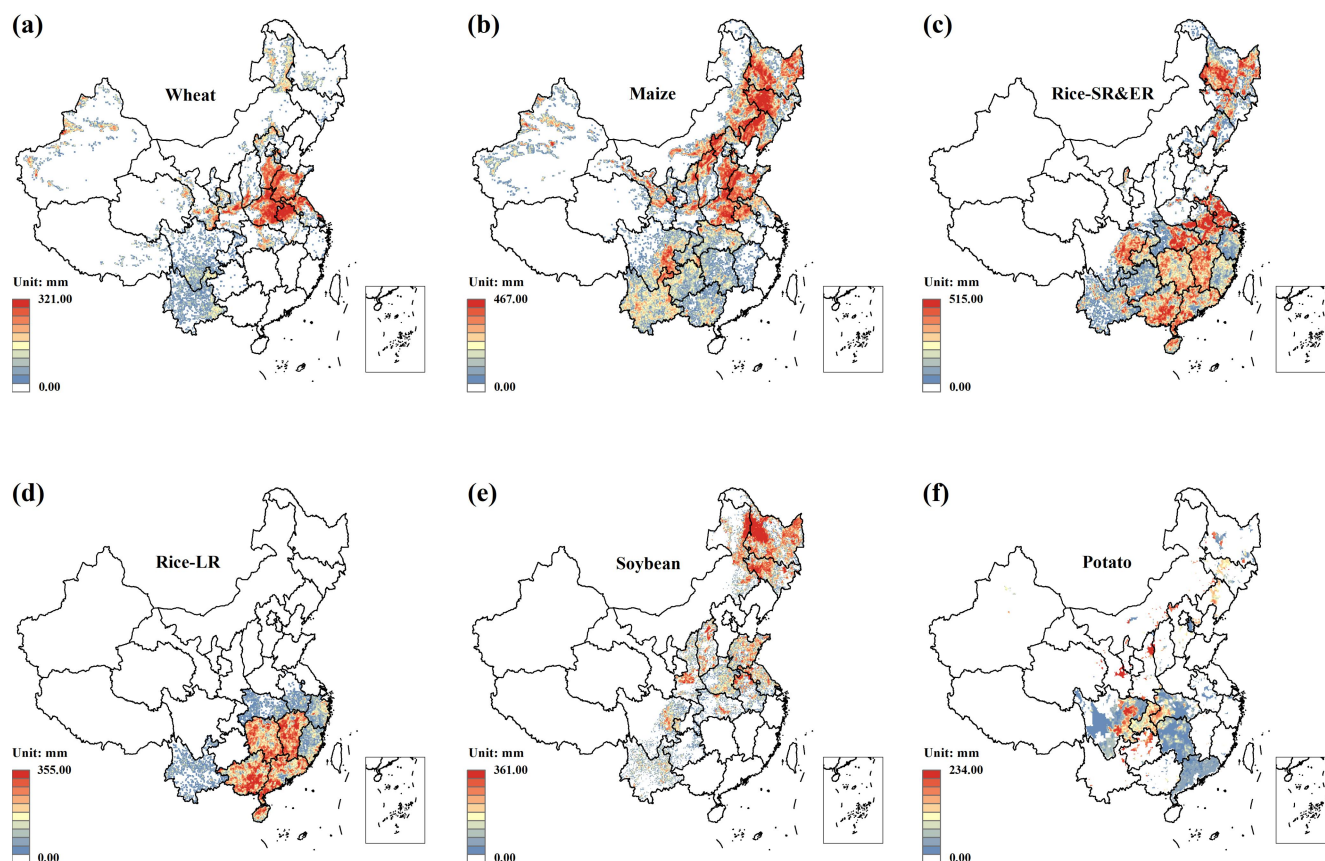 (a)
Wheat
Unit: mm
321.00
0.00
(b)
Maize
Unit: mm
467.00
0.00
(c)
Rice-SR&ER
Unit: mm
515.00
0.00
(d)
Rice-LR
Unit: mm
355.00
0.00
(e)
Soybean
Unit: mm
361.00
0.00
(f)
Potato
Unit: mm
234.00
0.00